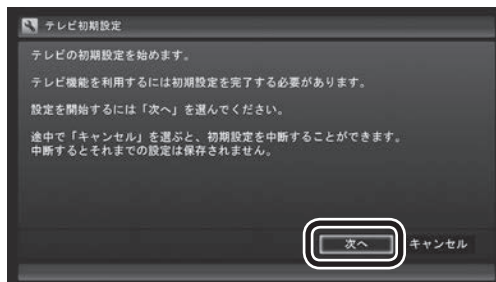 テレビ初期設定
テレビの初期設定を始めます。
テレビ機能を利用するには初期設定を完了する必要があります。
設定を開始するには「次へ」を選んでください。
途中で「キャンセル」を選ぶと、初期設定を中断することができます。
中断するとそれまでの設定は保存されません。
次へ キャンセル